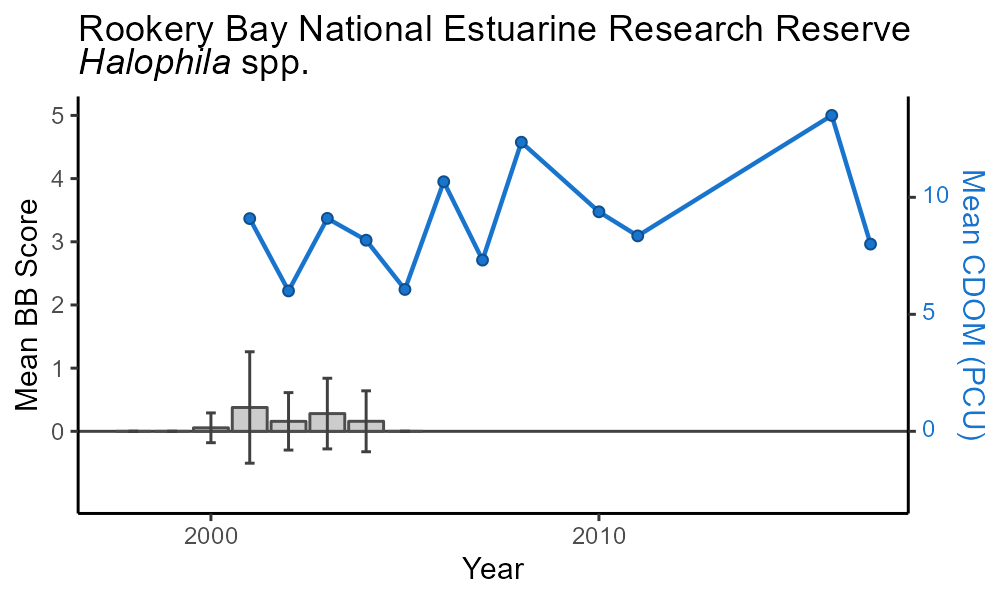 Rookery Bay National Estuarine Research Reserve
Halophila spp.
Mean BB Score
5
4
3
2
1
0
10
5
0
Mean CDOM (PCU)
2000
2010
Year